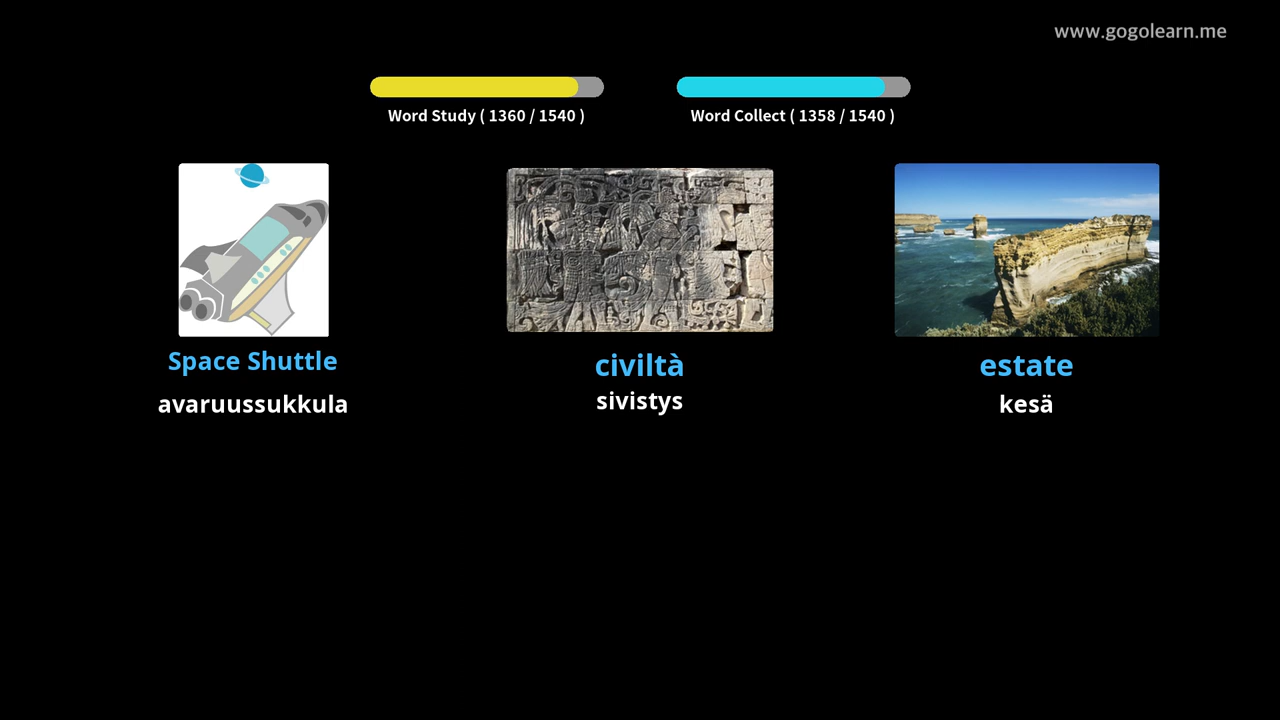 www.gogolearn.me
Word Study ( 1360 / 1540 )
Word Collect ( 1358 / 1540 )
Space Shuttle
avaruussukkula
civiltà
sivistys
estate
kesä